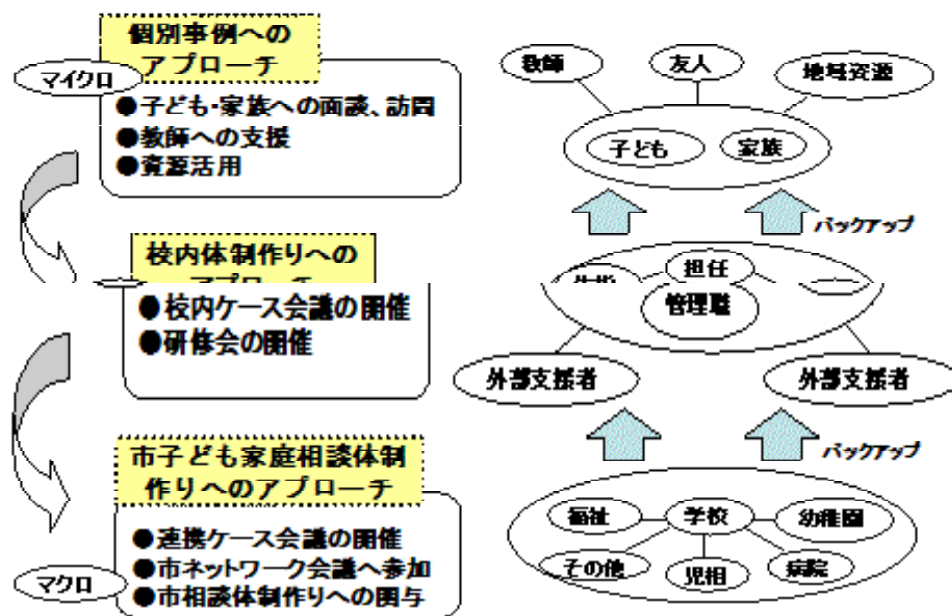 個別事例への
アプローチ
マイクロ
●子ども・家族への面談、訪問
●教師への支援
●資源活用
校内体制作りへの
アプローチ
●校内ケース会議の開催
●研修会の開催
市子ども家庭相談体制
作りへのアプローチ
●連携ケース会議の開催
●市ネットワーク会議へ参加
●市相談体制作りへの関与
マクロ
教師
友人
地域資源
子ども
家族
バックアップ
担任
管理職
外部支援者
外部支援者
バックアップ
福祉
学校
幼稚園
その他
児相
病院